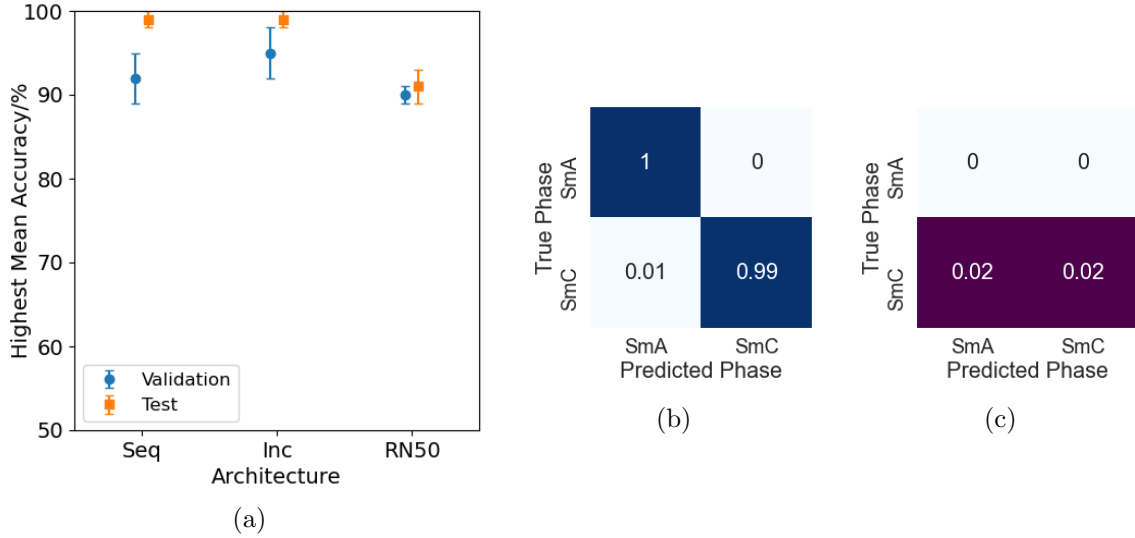 Highest Mean Accuracy/%
100
90
80
70
60
50
Validation
Test
Seq Inc RN50
Architecture
(a)
True Phase
SmA
SmC
1 0
0.01 0.99
SmA SmC
Predicted Phase
(b)
True Phase
SmA
SmC
0 0
0.02 0.02
SmA SmC
Predicted Phase
(c)